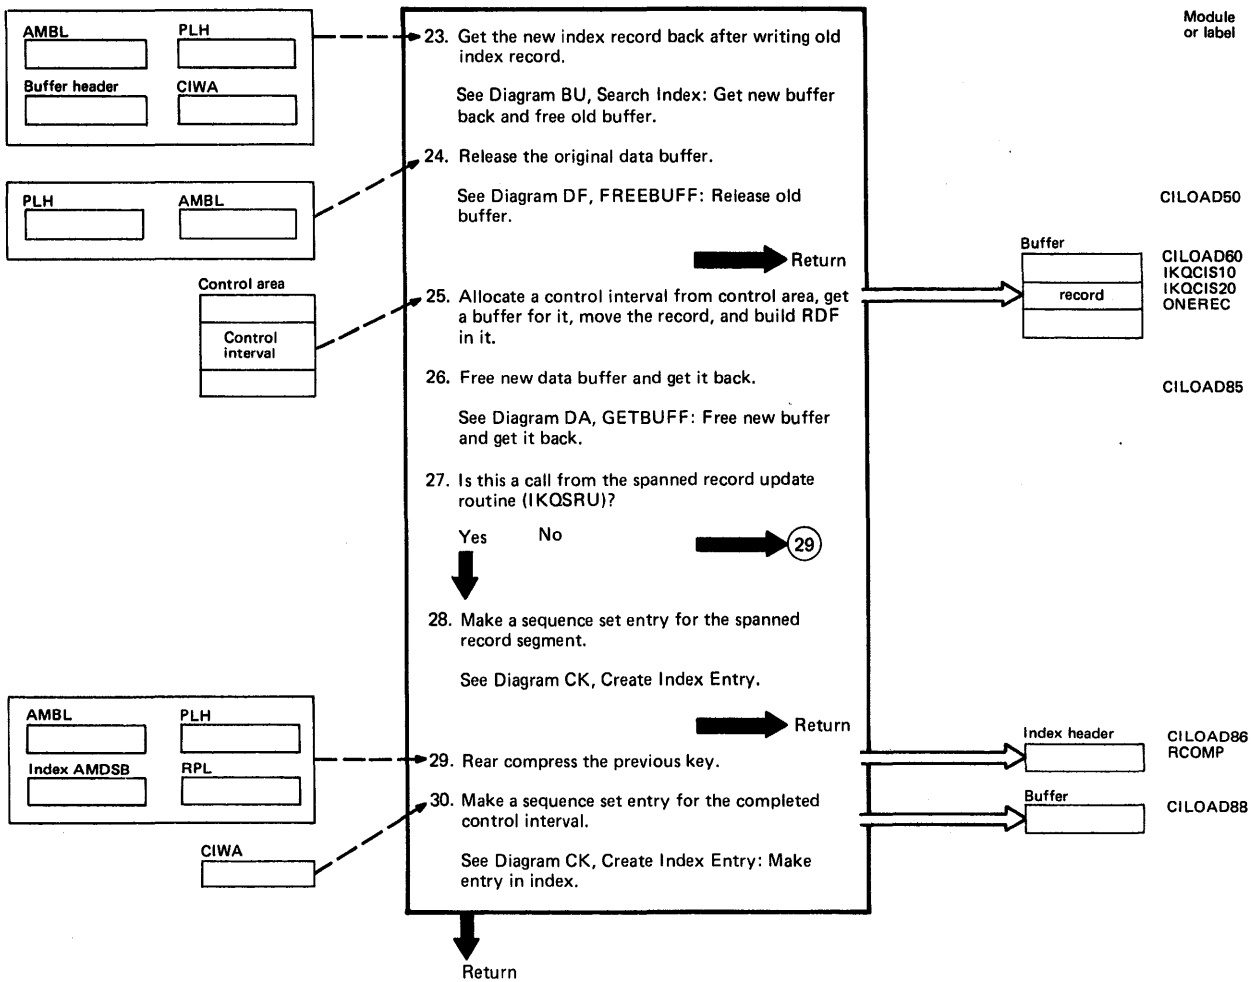 Module
or label
AMBL
PLH
Buffer header
CIWA
23. Get the new index record back after writing old
index record.
See Diagram BU, Search Index: Get new buffer
back and free old buffer.
24. Release the original data buffer.
PLH
AMBL
See Diagram DF, FREEBUFF: Release old
buffer.
CILOAD50
Return
Control area
Control
interval
25. Allocate a control interval from control area, get
a buffer for it, move the record, and build RDF
in it.
Buffer
record
CILOAD60
IKQCIS10
IKQCIS20
ONEREC
26. Free new data buffer and get it back.
CILOAD85
See Diagram DA, GETBUFF: Free new buffer
and get it back.
27. Is this a call from the spanned record update
routine (IKQSRU)?
Yes
No
29
28. Make a sequence set entry for the spanned
record segment.
See Diagram CK, Create Index Entry.
Return
AMBL
PLH
Index AMDSB
RPL
29. Rear compress the previous key.
Index header
CILOAD86
RCOMP
30. Make a sequence set entry for the completed
control interval.
Buffer
CILOAD88
CIWA
See Diagram CK, Create Index Entry: Make
entry in index.
Return